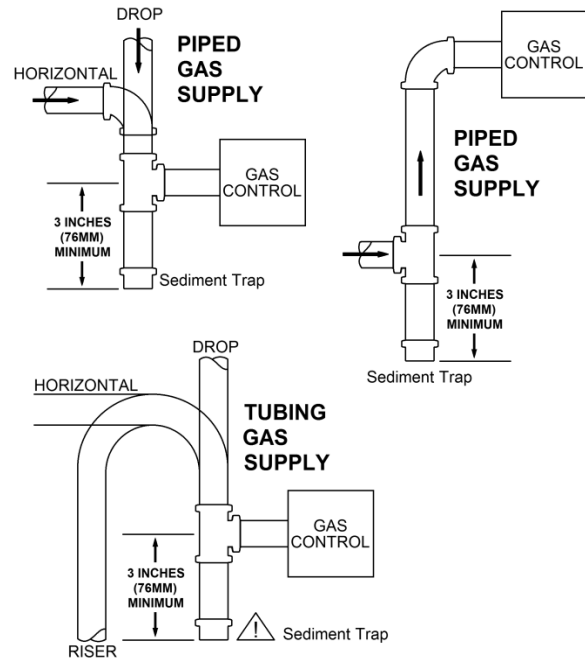 DROP
PIPED
GAS
SUPPLY
HORIZONTAL
GAS
CONTROL
3 INCHES
(76MM)
MINIMUM
Sediment Trap
GAS
CONTROL
PIPED
GAS
SUPPLY
3 INCHES
(76MM)
MINIMUM
Sediment Trap
DROP
HORIZONTAL
TUBING
GAS
SUPPLY
GAS
CONTROL
3 INCHES
(76MM)
MINIMUM
! Sediment Trap
RISER